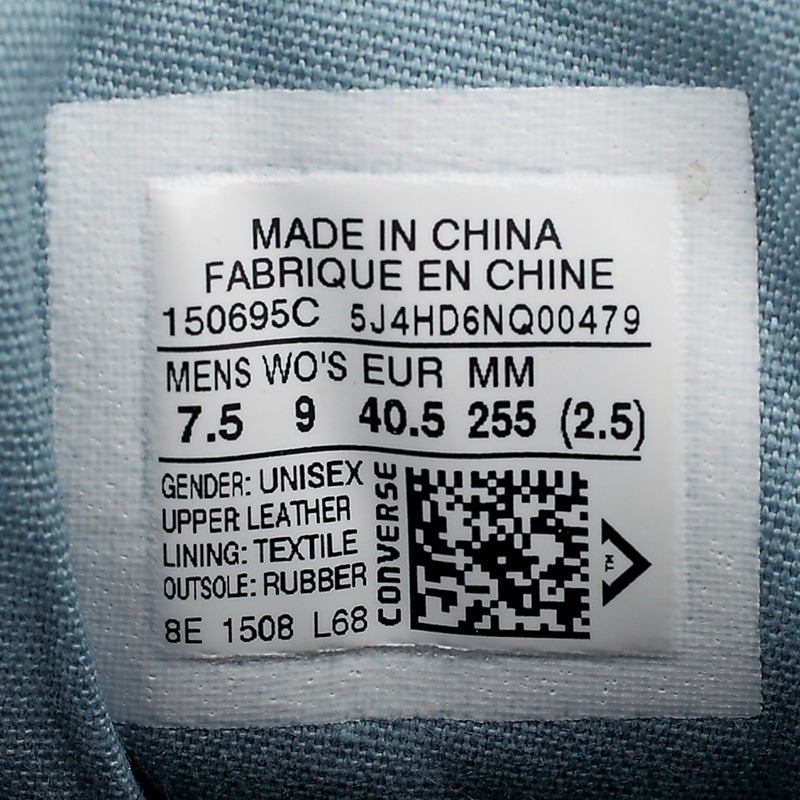 MADE IN CHINA
FABRIQUE EN CHINE
150695C 5J4HD6NQ00479
MENS WO'S EUR MM
7.5 9 40.5 255 (2.5)
GENDER: UNISEX
UPPER: LEATHER
LINING: TEXTILE
OUTSOLE: RUBBER
8E 1508 L68
CONVERSE
TM